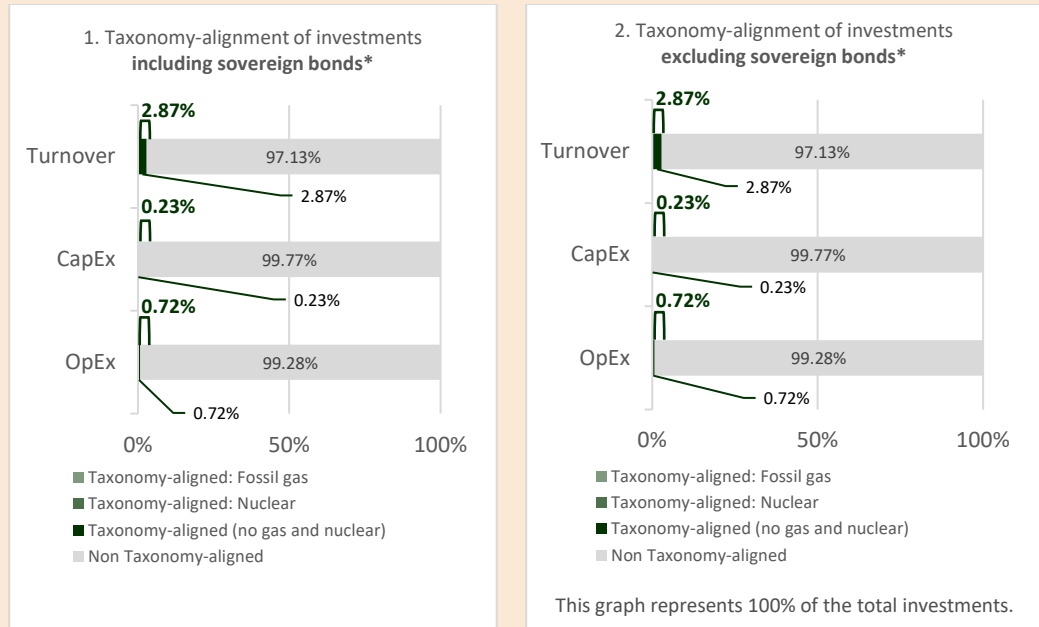 1. Taxonomy-alignment of investments
including sovereign bonds*
2.87%
Turnover
97.13%
2.87%
0.23%
CapEx
99.77%
0.23%
0.72%
OpEx
99.28%
0.72%
0% 50% 100%
Taxonomy-aligned: Fossil gas
Taxonomy-aligned: Nuclear
Taxonomy-aligned (no gas and nuclear)
Non Taxonomy-aligned
2. Taxonomy-alignment of investments
excluding sovereign bonds*
2.87%
Turnover
97.13%
2.87%
0.23%
CapEx
99.77%
0.23%
0.72%
OpEx
99.28%
0.72%
0% 50% 100%
Taxonomy-aligned: Fossil gas
Taxonomy-aligned: Nuclear
Taxonomy-aligned (no gas and nuclear)
Non Taxonomy-aligned
This graph represents 100% of the total investments.